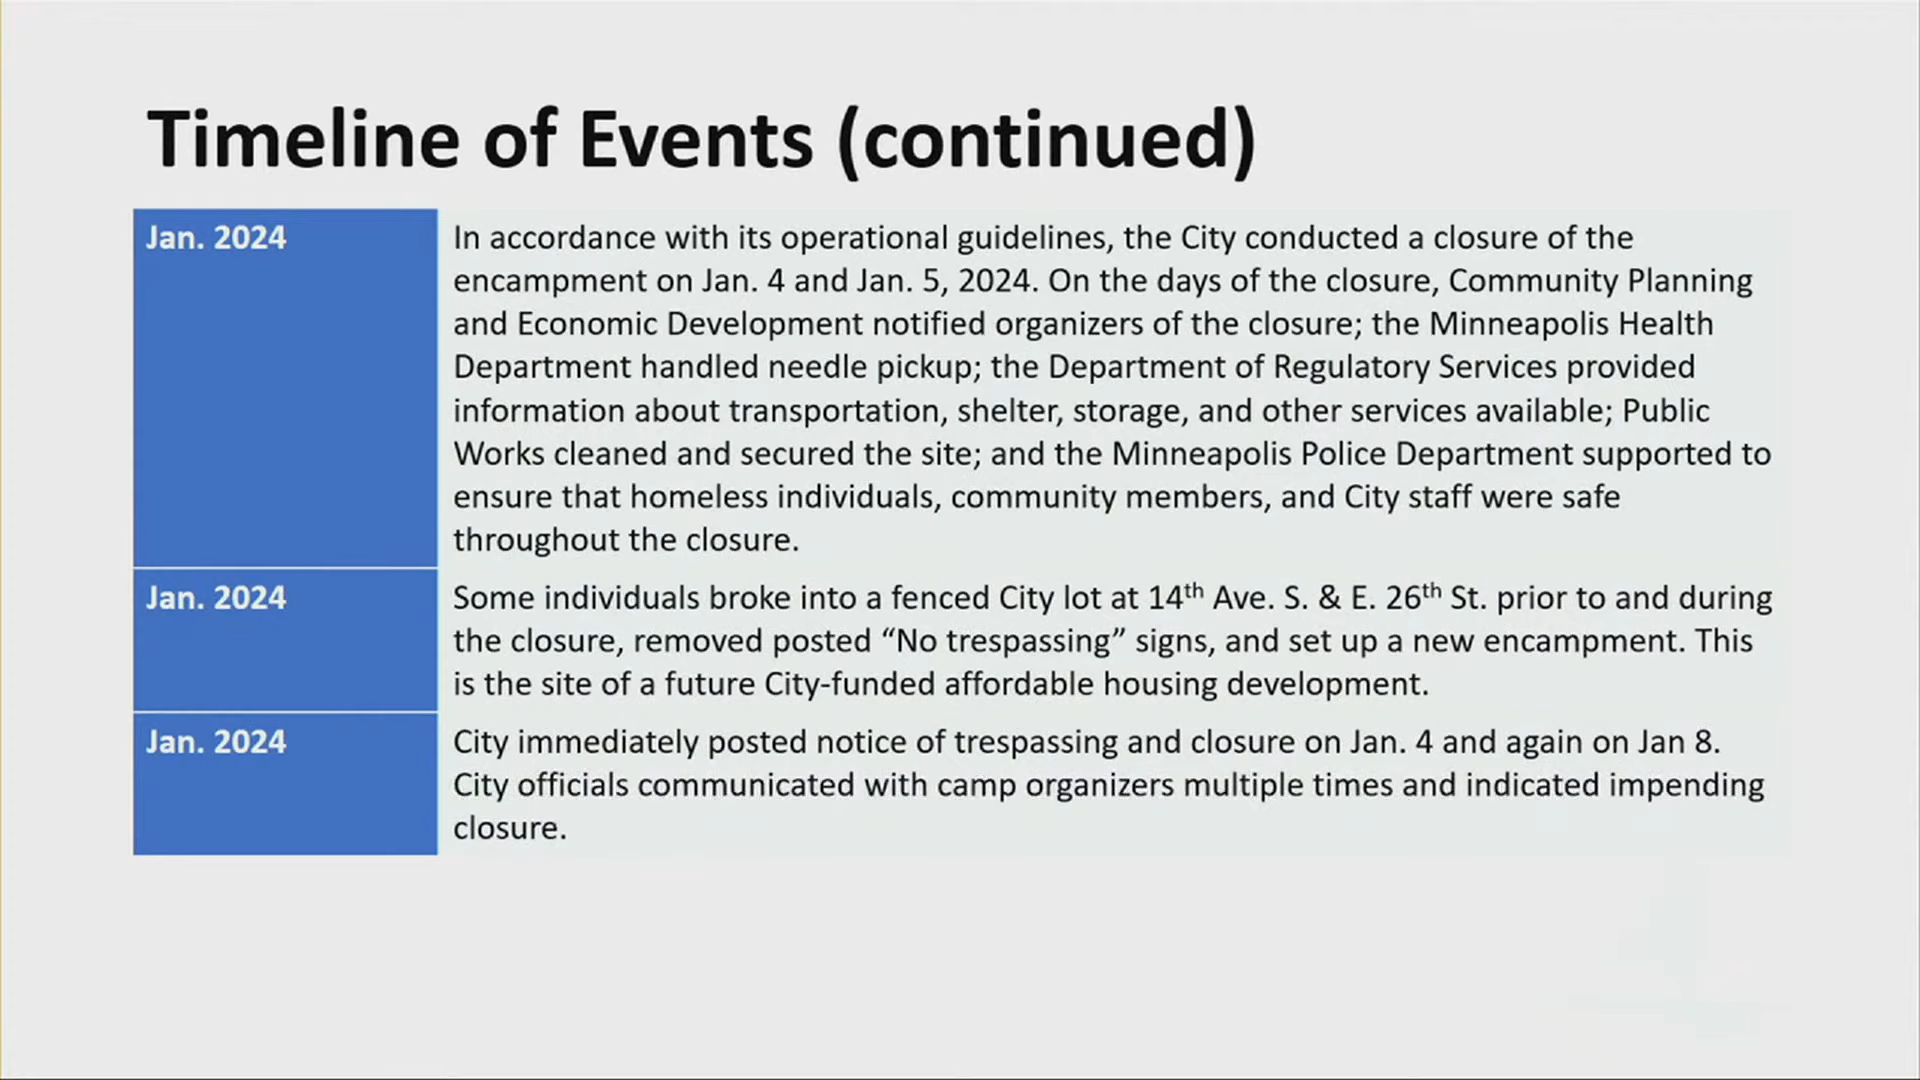 Timeline of Events (continued)
Jan. 2024
In accordance with its operational guidelines, the City conducted a closure of the
encampment on Jan. 4 and Jan. 5, 2024. On the days of the closure, Community Planning
and Economic Development notified organizers of the closure; the Minneapolis Health
Department handled needle pickup; the Department of Regulatory Services provided
information about transportation, shelter, storage, and other services available; Public
Works cleaned and secured the site; and the Minneapolis Police Department supported to
ensure that homeless individuals, community members, and City staff were safe
throughout the closure.
Jan. 2024
Some individuals broke into a fenced City lot at 14th Ave. S. & E. 26th St. prior to and during
the closure, removed posted “No trespassing” signs, and set up a new encampment. This
is the site of a future City-funded affordable housing development.
Jan. 2024
City immediately posted notice of trespassing and closure on Jan. 4 and again on Jan 8.
City officials communicated with camp organizers multiple times and indicated impending
closure.